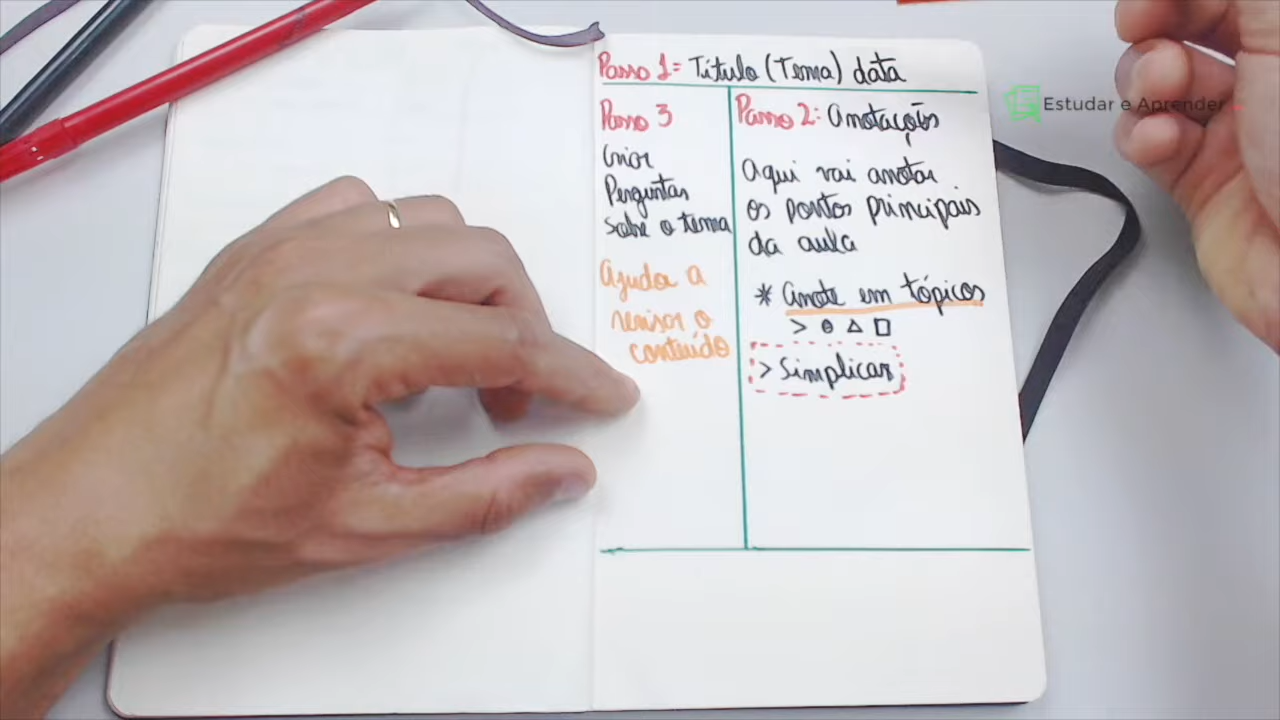 Passo 1= Título (Tema) data
Passo 3
Criar
Perguntas
sobre o tema
Ajuda a
revisar o
conteúdo
Passo 2: Anotações
Aqui vai anotar
os pontos principais
da aula
* Anote em tópicos
> Simplicar
Estudar e Aprender